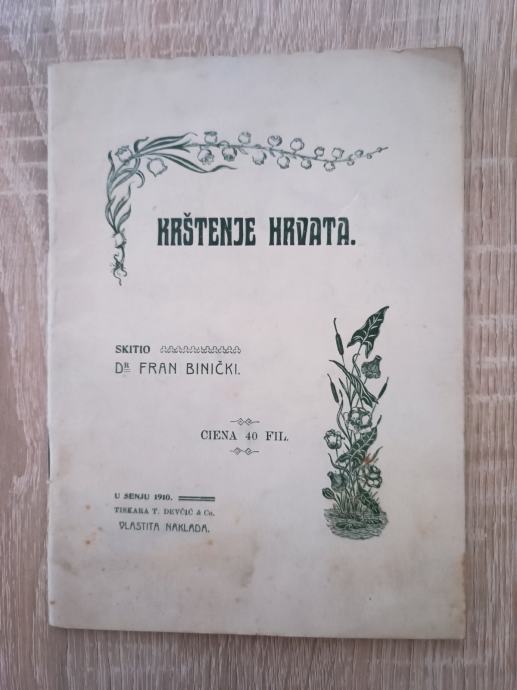 KRŠTENJE HRVATA.
SKITIO
DR FRAN BINIČKI.
CIENA 40 FIL.
U SENJU 1910.
TISKARA T. DEVČIĆ & Co.
VLASTITA NAKLADA.